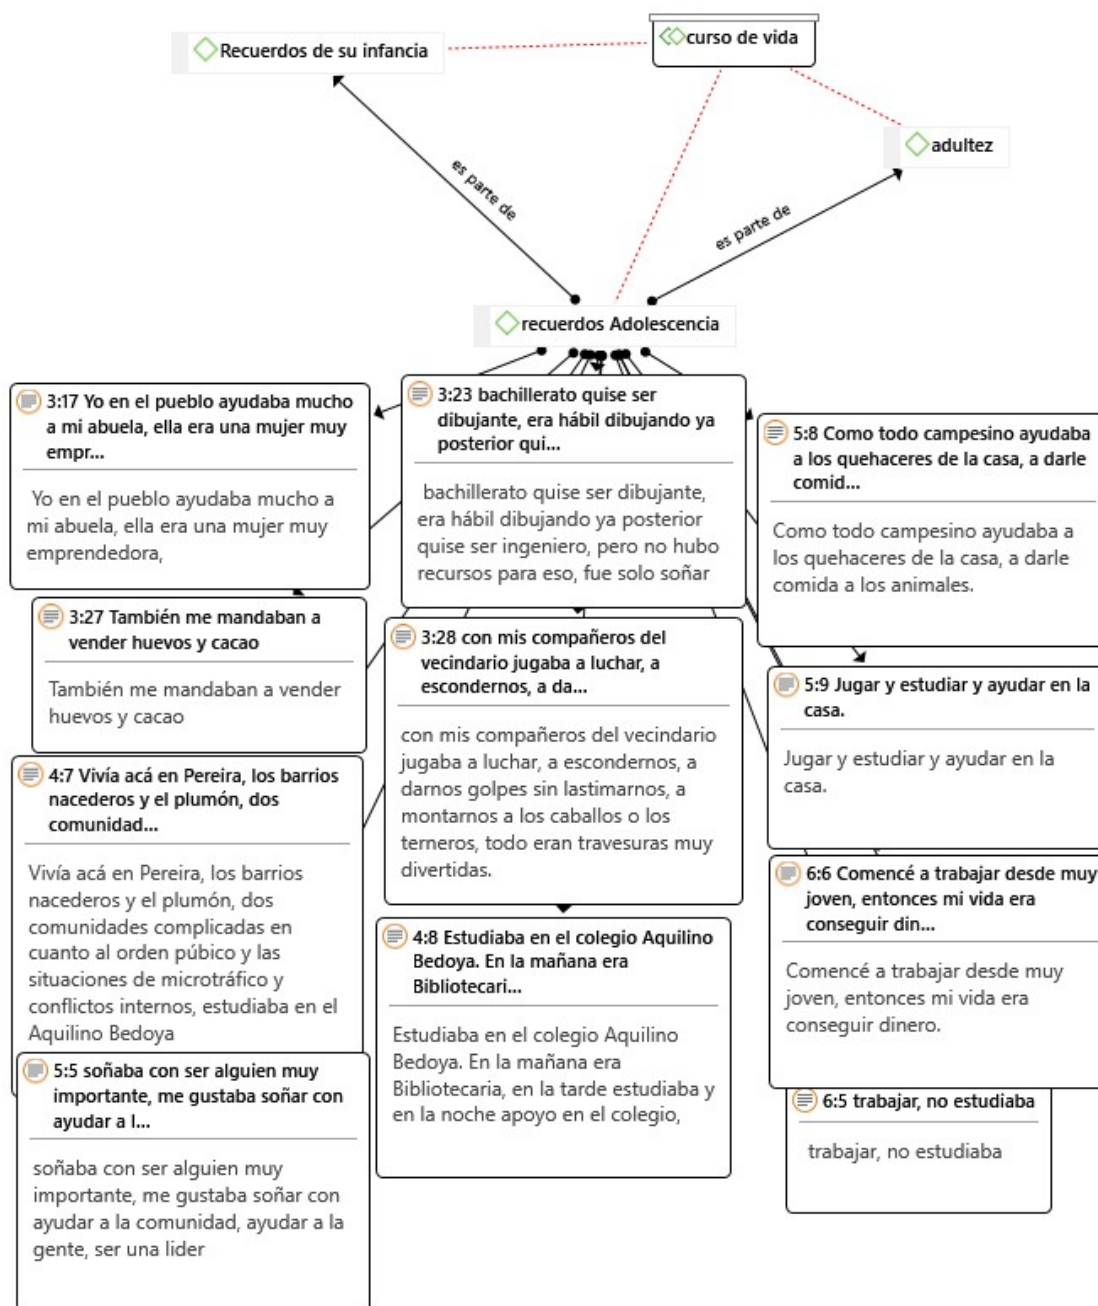 Recuerdos de su infancia
curso de vida
adultez
es parte de
es parte de
recuerdos Adolescencia
3:17 Yo en el pueblo ayudaba mucho
a mi abuela, ella era una mujer muy
empr...
Yo en el pueblo ayudaba mucho a
mi abuela, ella era una mujer muy
emprendedora,
3:23 bachillerato quise ser
dibujante, era hábil dibujando ya
posterior qui...
bachillerato quise ser dibujante,
era hábil dibujando ya posterior
quise ser ingeniero, pero no hubo
recursos para eso, fue solo soñar
5:8 Como todo campesino ayudaba
a los quehaceres de la casa, a darle
comid...
Como todo campesino ayudaba a
los quehaceres de la casa, a darle
comida a los animales.
3:27 También me mandaban a
vender huevos y cacao
También me mandaban a vender
huevos y cacao
3:28 con mis compañeros del
vecindario jugaba a luchar, a
escondernos, a da...
con mis compañeros del vecindario
jugaba a luchar, a escondernos, a
darnos golpes sin lastimarnos, a
montarnos a los caballos o los
terneros, todo eran travesuras muy
divertidas.
5:9 Jugar y estudiar y ayudar en la
casa.
Jugar y estudiar y ayudar en la
casa.
4:7 Vivía acá en Pereira, los barrios
nacederos y el plumón, dos
comunidad...
Vivía acá en Pereira, los barrios
nacederos y el plumón, dos
comunidades complicadas en
cuanto al orden púbico y las
situaciones de microtráfico y
conflictos internos, estudiaba en el
Aquilino Bedoya
4:8 Estudiaba en el colegio Aquilino
Bedoya. En la mañana era
Bibliotecari...
Estudiaba en el colegio Aquilino
Bedoya. En la mañana era
Bibliotecaria, en la tarde estudiaba y
en la noche apoyo en el colegio,
6:6 Comencé a trabajar desde muy
joven, entonces mi vida era
conseguir din...
Comencé a trabajar desde muy
joven, entonces mi vida era
conseguir dinero.
5:5 soñaba con ser alguien muy
importante, me gustaba soñar con
ayudar a l...
soñaba con ser alguien muy
importante, me gustaba soñar con
ayudar a la comunidad, ayudar a la
gente, ser una lider
6:5 trabajar, no estudiaba
trabajar, no estudiaba